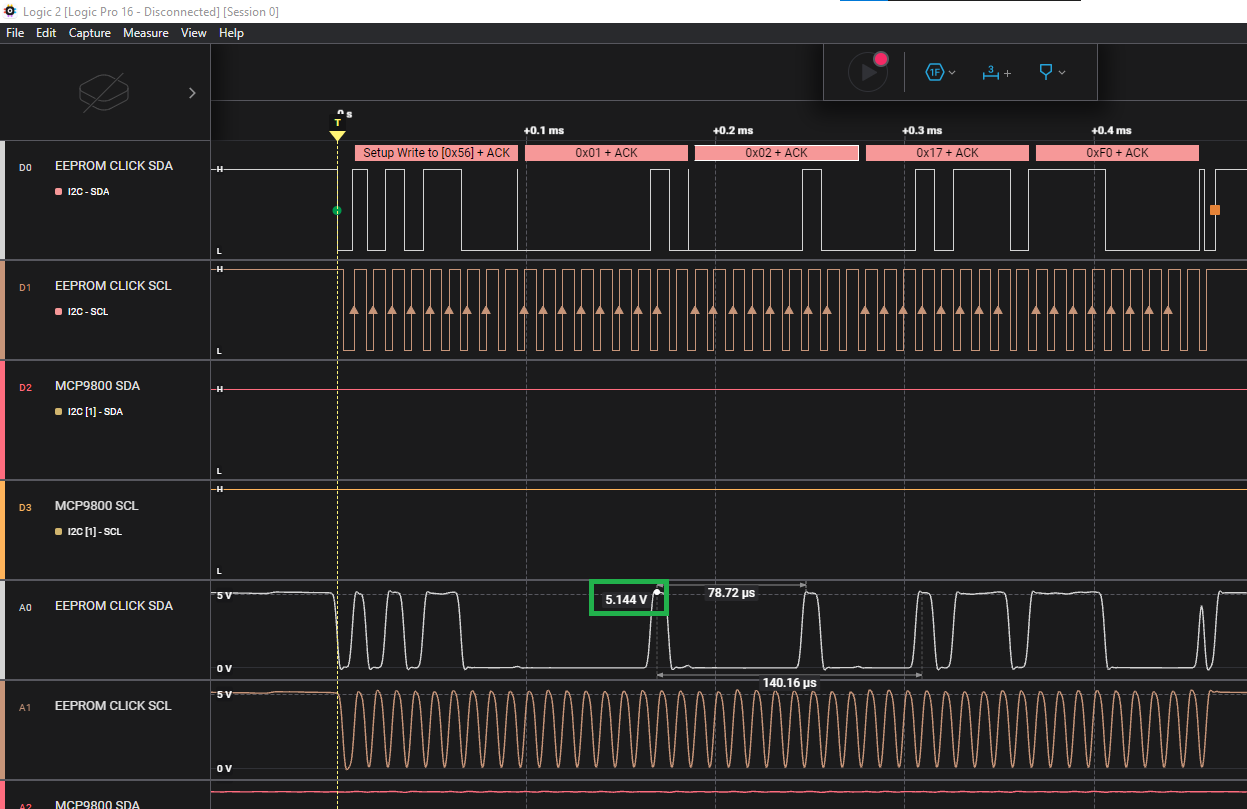 Logic 2 [Logic Pro 16 - Disconnected] [Session 0]
File Edit Capture Measure View Help
1F 3 +
0 s
T
+0.1 ms +0.2 ms +0.3 ms +0.4 ms
Setup Write to [0x56] + ACK 0x01 + ACK 0x02 + ACK 0x17 + ACK 0xF0 + ACK
D0 EEPROM CLICK SDA H
I2C - SDA
L
D1 EEPROM CLICK SCL H
I2C - SCL
L
D2 MCP9800 SDA H
I2C [1] - SDA
L
D3 MCP9800 SCL H
I2C [1] - SCL
L
A0 EEPROM CLICK SDA 5 V 5.144 V 78.72 µs
0 V
140.16 µs
A1 EEPROM CLICK SCL 5 V
0 V
A2 MCP9800 SDA